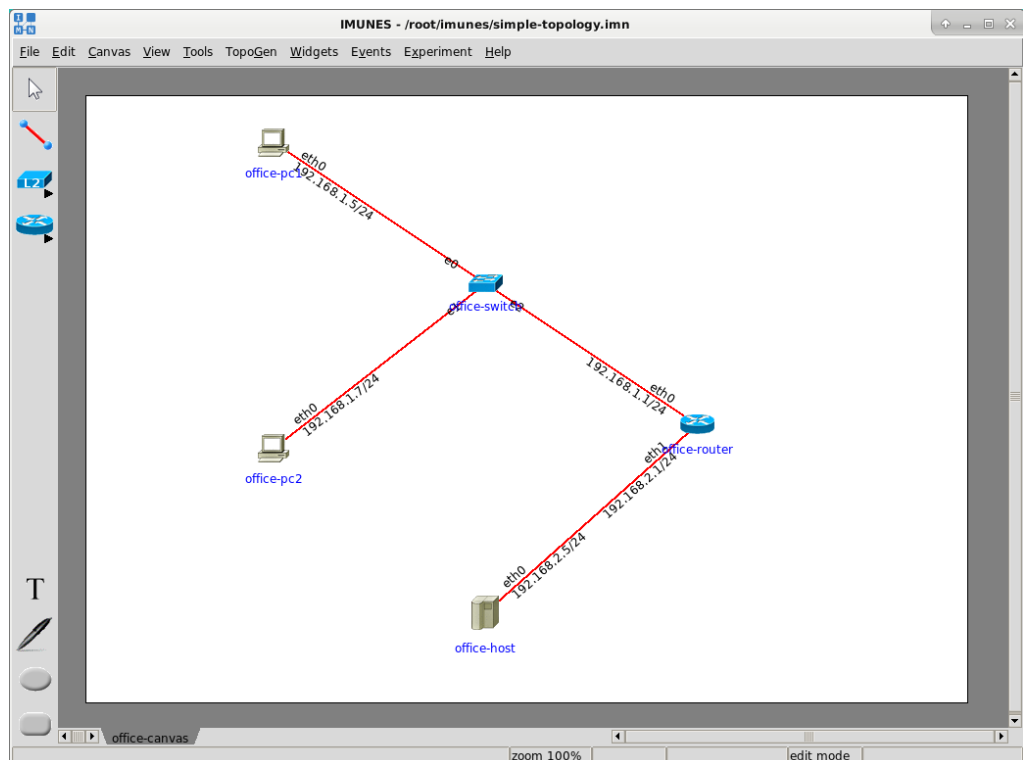 IMUNES - /root/imunes/simple-topology.imn
File Edit Canvas View Tools TopoGen Widgets Events Experiment Help
eth0
office-pc1
192.168.1.5/24
e0
office-switch
192.168.1.1/24
eth0
192.168.1.7/24
eth0
office-pc2
office-router
eth1
192.168.2.1/24
192.168.2.5/24
eth0
office-host
L2
T
office-canvas
zoom 100%
edit mode